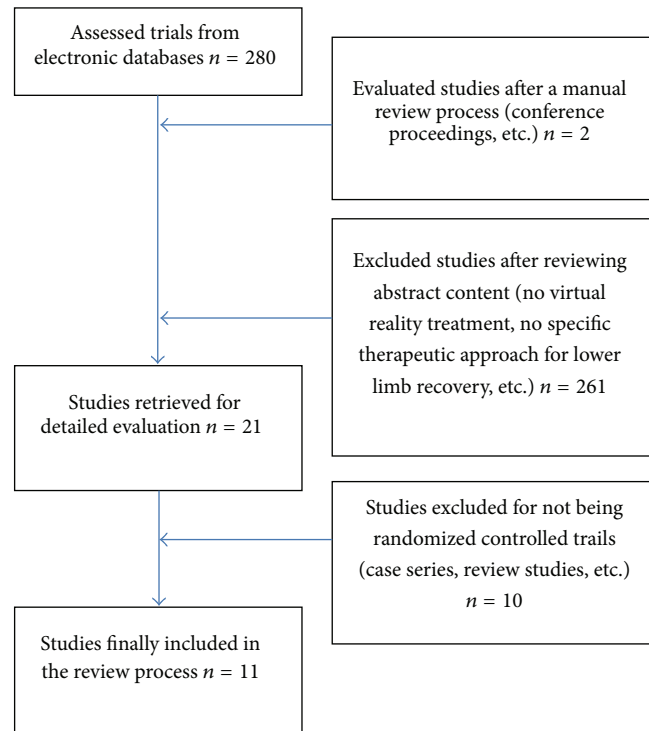 Assessed trials from
electronic databases n = 280
Evaluated studies after a manual
review process (conference
proceedings, etc.) n = 2
Excluded studies after reviewing
abstract content (no virtual
reality treatment, no specific
therapeutic approach for lower
limb recovery, etc.) n = 261
Studies retrieved for
detailed evaluation n = 21
Studies excluded for not being
randomized controlled trails
(case series, review studies, etc.)
n = 10
Studies finally included in
the review process n = 11